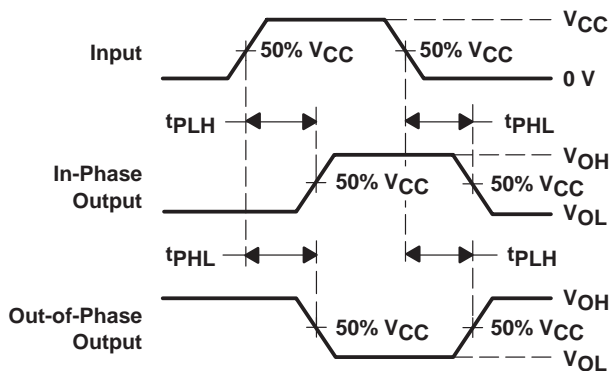 VCC
Input
50% VCC
50% VCC
0 V
tPLH
tPHL
VOH
In-Phase
Output
50% VCC
50% VCC
VOL
tPHL
tPLH
VOH
Out-of-Phase
Output
50% VCC
50% VCC
VOL